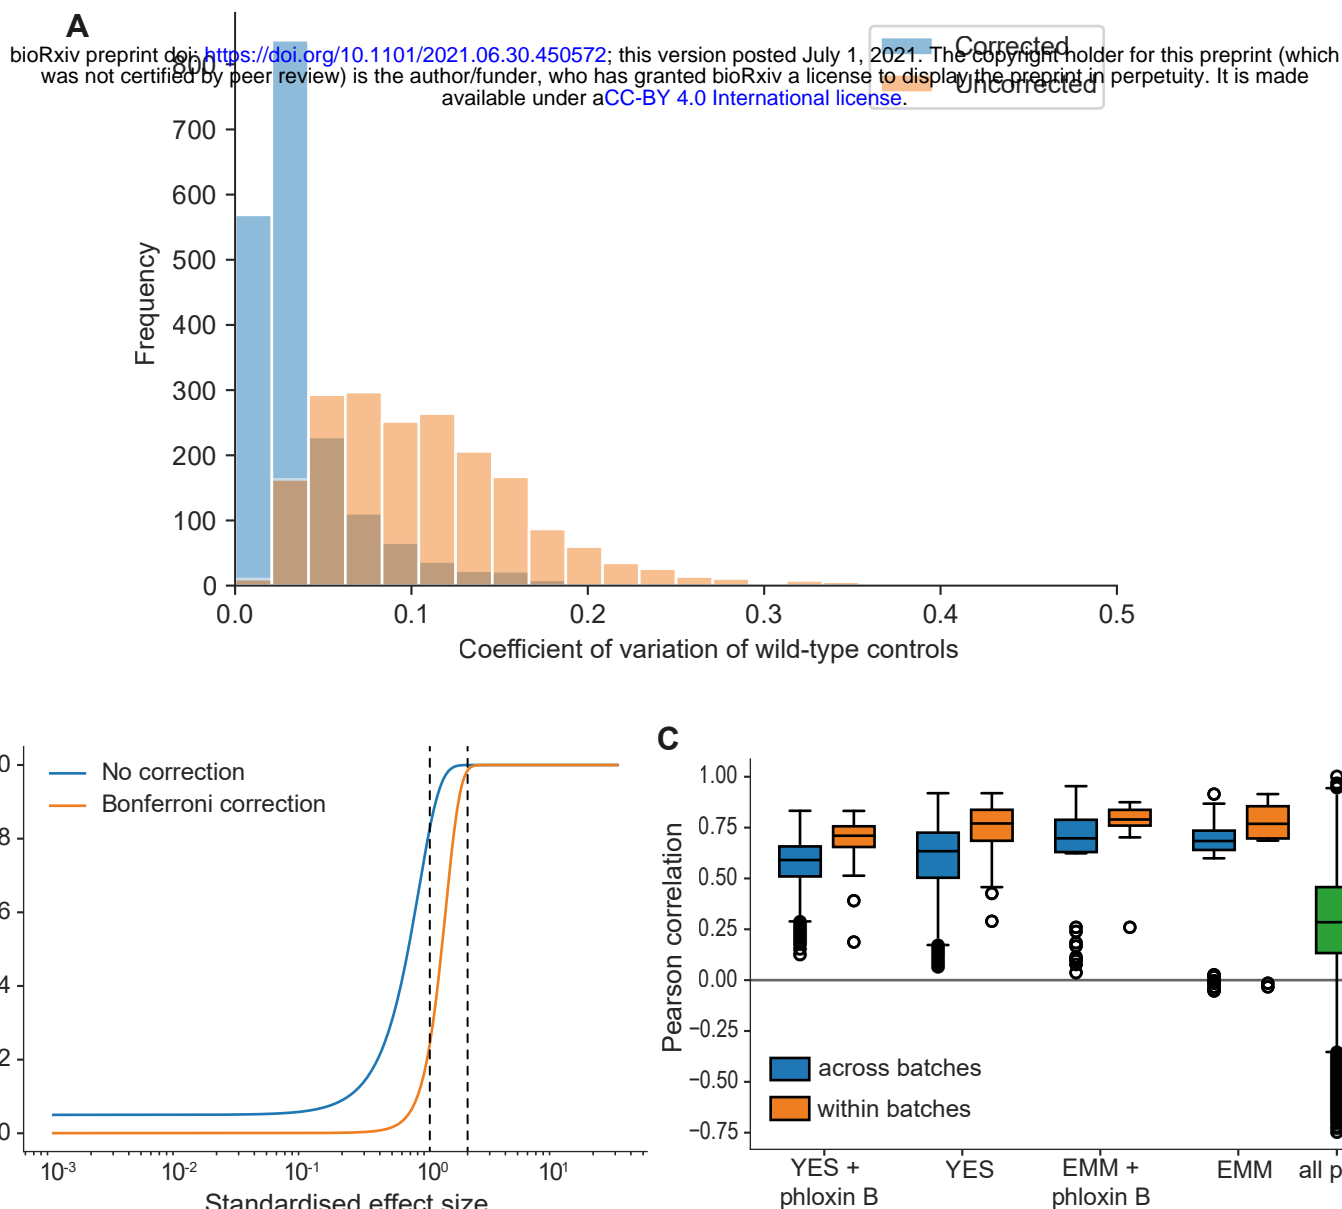 A
bioRxiv preprint doi: https://doi.org/10.1101/2021.06.30.450572; this version posted July 1, 2021. The copyright holder for this preprint (which
was not certified by peer review) is the author/funder, who has granted bioRxiv a license to display the preprint in perpetuity. It is made
available under aCC-BY 4.0 International license.
Corrected
Uncorrected
800
700
600
500
400
300
200
100
0
Frequency
0.0 0.1 0.2 0.3 0.4 0.5
Coefficient of variation of wild-type controls
No correction
Bonferroni correction
0
8
6
4
2
0
10-3 10-2 10-1 100 101
Standardised effect size
C
Pearson correlation
1.00
0.75
0.50
0.25
0.00
−0.25
−0.50
−0.75
across batches
within batches
YES + YES EMM + EMM all p
phloxin B phloxin B